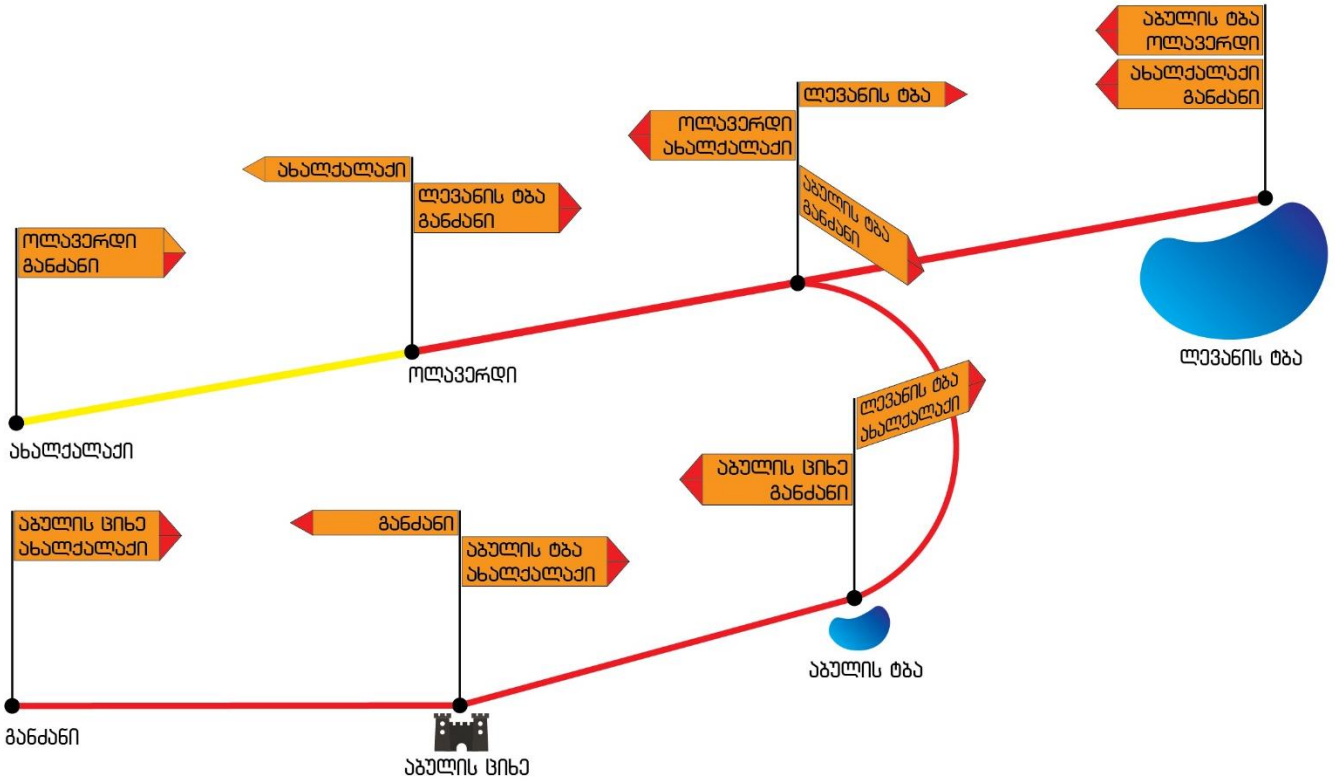 აბულის ტბა
ოლავერდი
ახალქალაქი
განძანი
ლევანის ტბა
ოლავერდი
ახალქალაქი
აბულის ტბა
განძანი
ახალქალაქი
ლევანის ტბა
განძანი
ოლავერდი
განძანი
ლევანის ტბა
ოლავერდი
ახალქალაქი
ლევანის ტბა
ახალქალაქი
აბულის ციხე
განძანი
აბულის ციხე
ახალქალაქი
განძანი
აბულის ტბა
ახალქალაქი
აბულის ტბა
განძანი
აბულის ციხე